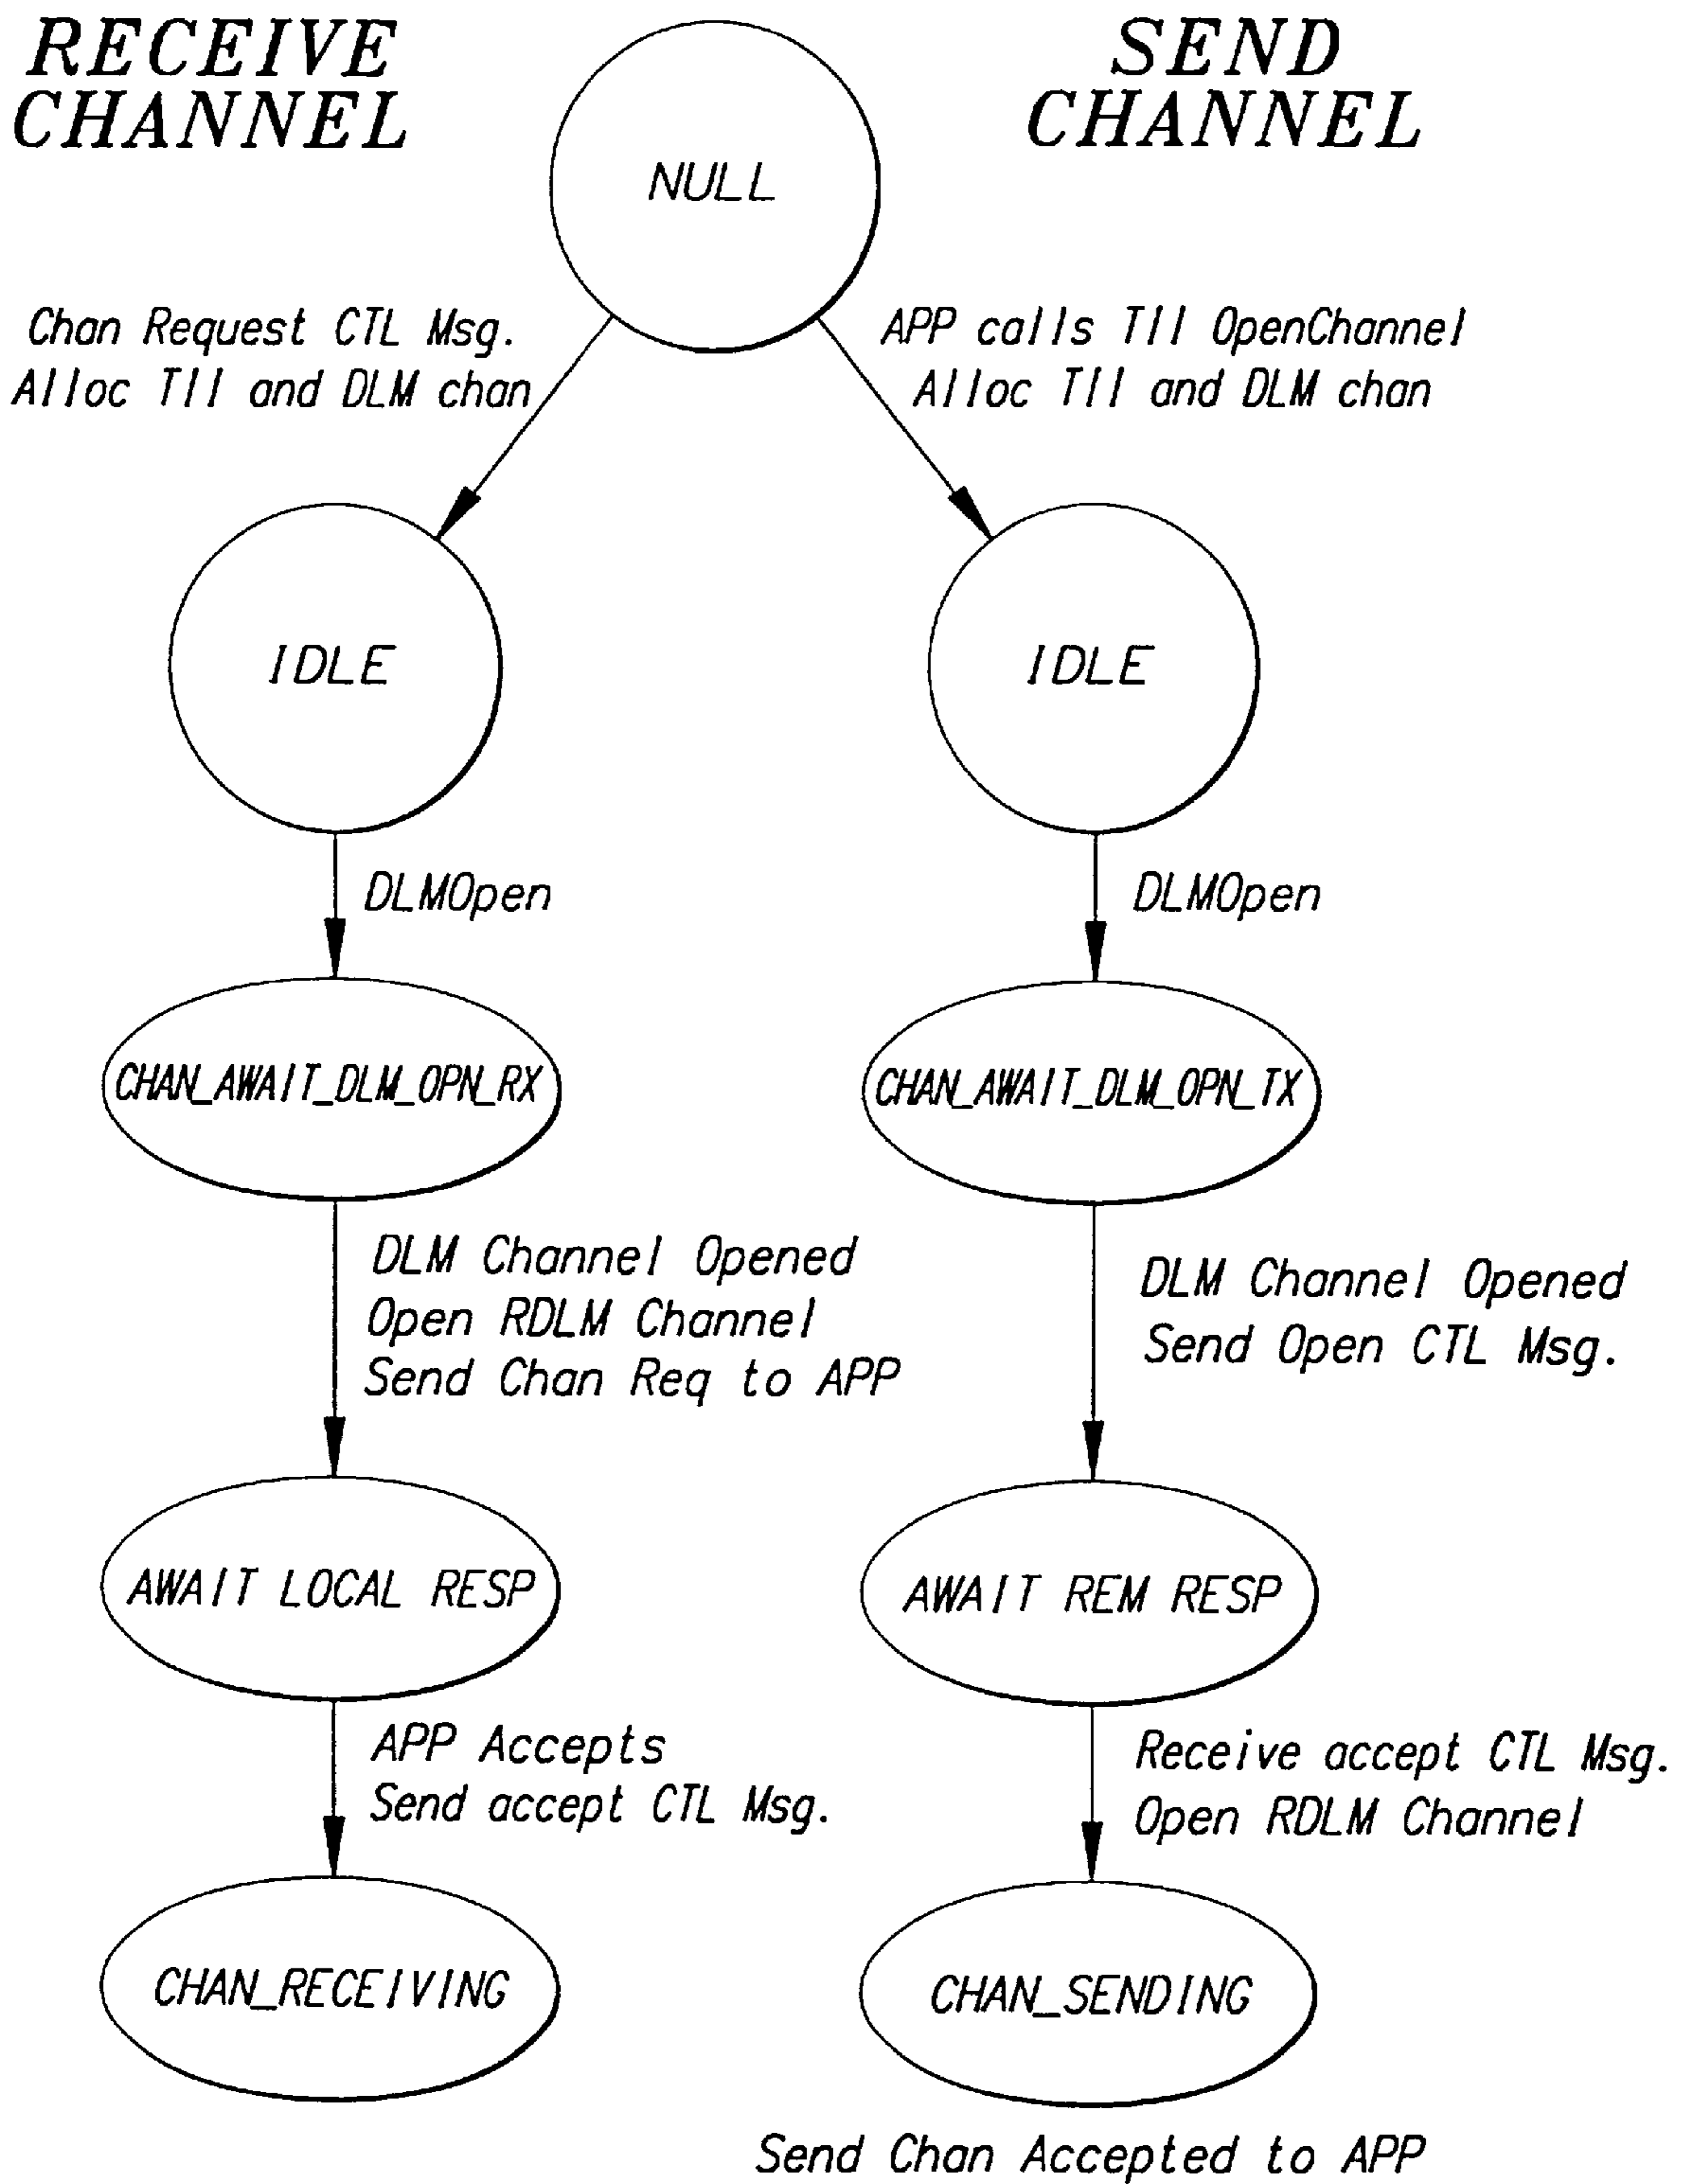 RECEIVE
CHANNEL
SEND
CHANNEL
NULL
Chan Request CTL Msg.
Alloc TII and DLM chan
APP calls TII OpenChannel
Alloc TII and DLM chan
IDLE
IDLE
DLMOpen
DLMOpen
CHAN_AWAIT_DLM_OPN_RX
CHAN_AWAIT_DLM_OPN_TX
DLM Channel Opened
Open RDLM Channel
Send Chan Req to APP
DLM Channel Opened
Send Open CTL Msg.
AWAIT LOCAL RESP
AWAIT REM RESP
APP Accepts
Send accept CTL Msg.
Receive accept CTL Msg.
Open RDLM Channel
CHAN_RECEIVING
CHAN_SENDING
Send Chan Accepted to APP